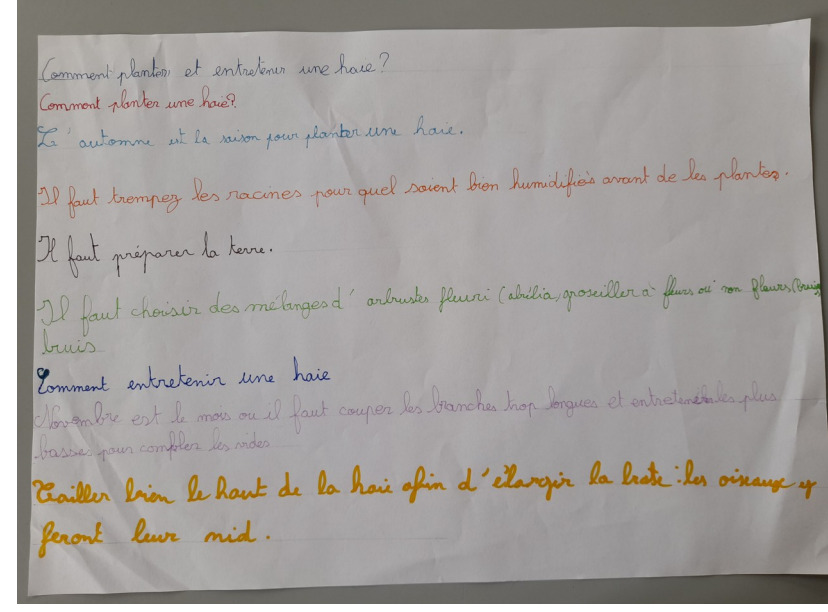 Comment planter et entretenir une haie?
Comment planter une haie?
L'automne est la saison pour planter une haie.
Il faut trempez les racines pour quel soient bien humidifiées avant de les plantez.
Il faut préparer la terre.
Il faut choisir des mélanges d'arbustes fleuri (abélia, groseiller à fleurs ou non fleurs
bruis
Comment entretenir une haie
Novembre est le mois ou il faut couper les branches trop longues et les plus
basses pour combler les vides
Tailler bien le haut de la haie afin d'élargir la : les oiseaux y
feront leur nid.